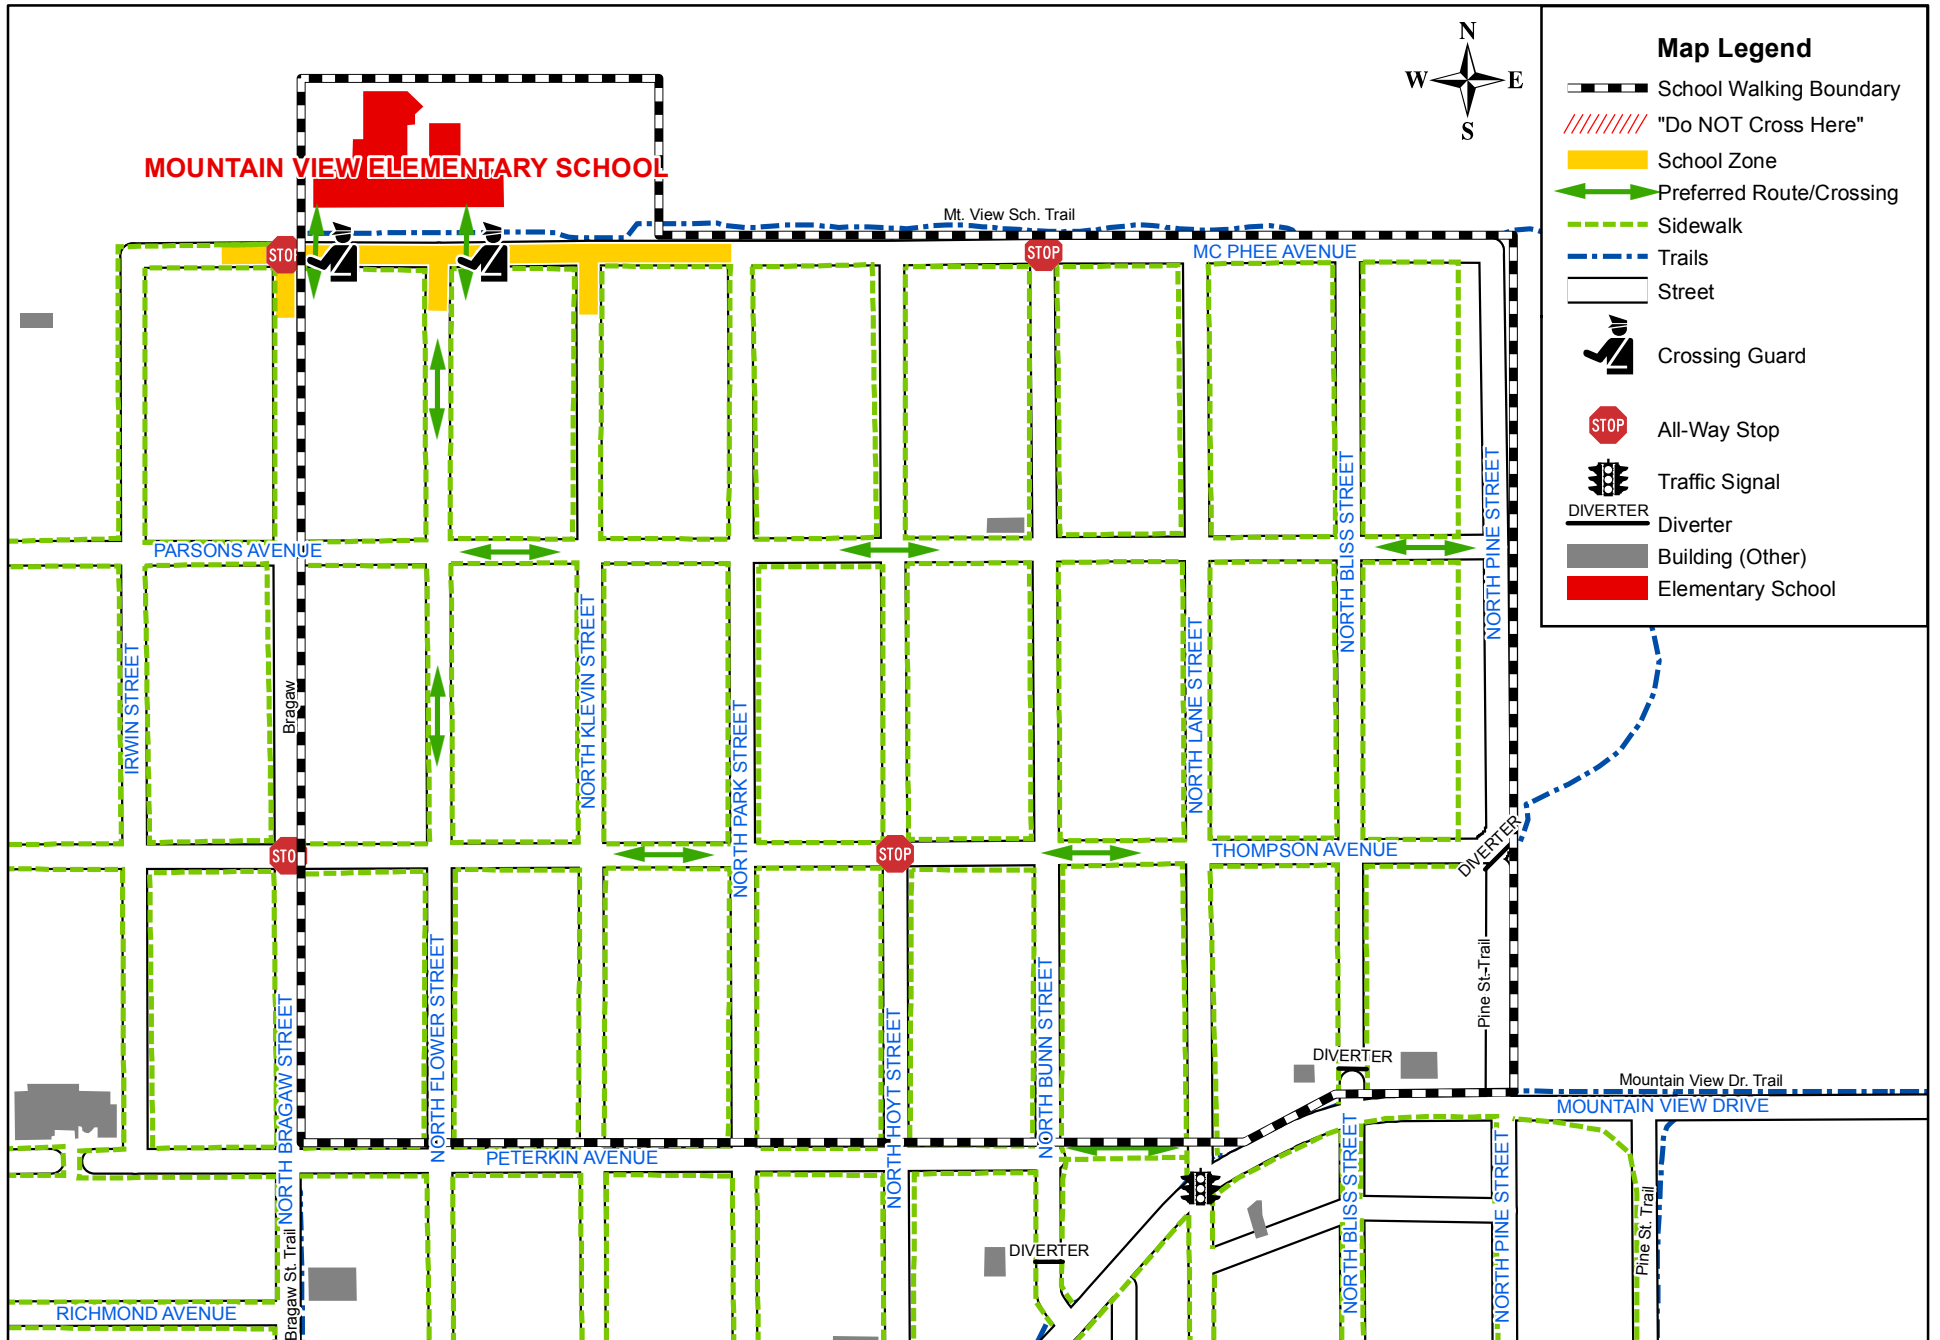 N
W E
S
Map Legend
School Walking Boundary
"Do NOT Cross Here"
School Zone
Preferred Route/Crossing
Sidewalk
Trails
Street
Crossing Guard
STOP All-Way Stop
Traffic Signal
DIVERTER Diverter
Building (Other)
Elementary School
MOUNTAIN VIEW ELEMENTARY SCHOOL
Mt. View Sch. Trail
STOP
STOP
MC PHEE AVENUE
PARSONS AVENUE
IRWIN STREET
Bragaw
NORTH KLEVIN STREET
NORTH PARK STREET
NORTH LANE STREET
NORTH BLISS STREET
NORTH PINE STREET
STO
STOP
THOMPSON AVENUE
DIVERTER
NORTH BRAGAW STREET
NORTH FLOWER STREET
NORTH HOYT STREET
NORTH BUNN STREET
Pine St. Trail
DIVERTER
Mountain View Dr. Trail
MOUNTAIN VIEW DRIVE
PETERKIN AVENUE
NORTH BLISS STREET
NORTH PINE STREET
Pine St. Trail
Bragaw St. Trail
DIVERTER
RICHMOND AVENUE